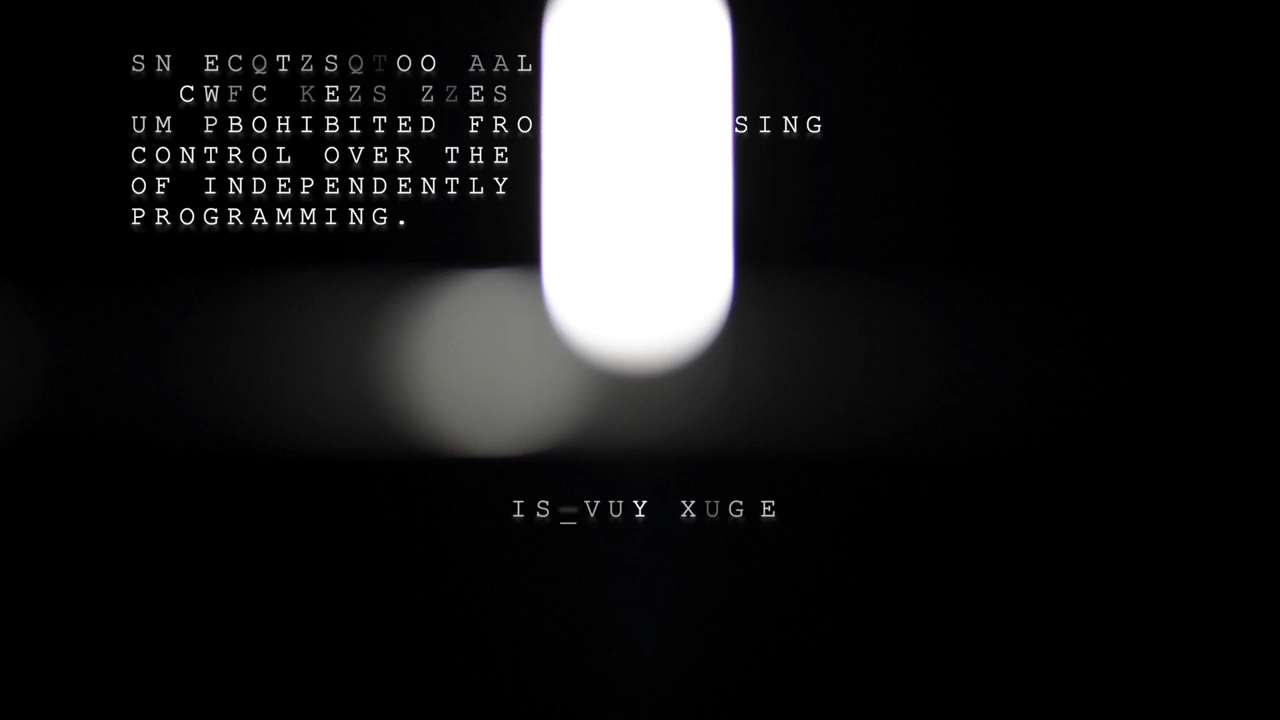 SN ECQTZSQTOO AAL
CWFC KEZS ZZES
UM PBOHIBITED FRO SING
CONTROL OVER THE
OF INDEPENDENTLY
PROGRAMMING.
IS_VUY XUGE